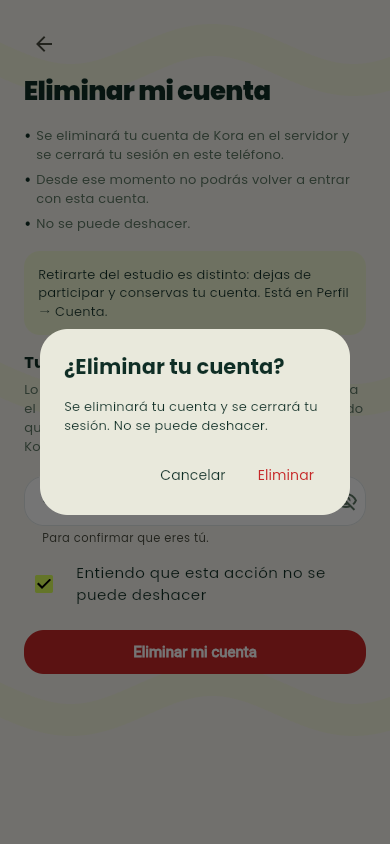 Eliminar mi cuenta
• Se eliminará tu cuenta de Kora en el servidor y
se cerrará tu sesión en este teléfono.
• Desde ese momento no podrás volver a entrar
con esta cuenta.
• No se puede deshacer.
Retirarte del estudio es distinto: dejas de
participar y conservas tu cuenta. Está en Perfil
→ Cuenta.
¿Eliminar tu cuenta?
Se eliminará tu cuenta y se cerrará tu
sesión. No se puede deshacer.
Cancelar Eliminar
Para confirmar que eres tú.
Entiendo que esta acción no se
puede deshacer
Eliminar mi cuenta